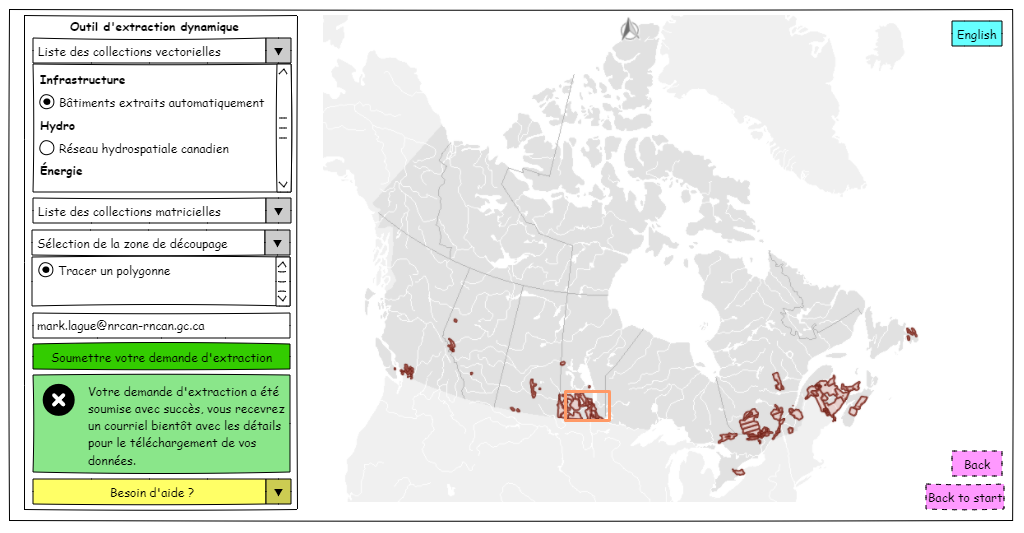 Outil d'extraction dynamique
Liste des collections vectorielles
Infrastructure
Bâtiments extraits automatiquement
Hydro
Réseau hydrospatiale canadien
Énergie
Liste des collections matricielles
Sélection de la zone de découpage
Tracer un polygonne
mark.lague@nrcan-rncan.gc.ca
Soumettre votre demande d'extraction
Votre demande d'extraction a été
soumise avec succès, vous recevrez
un courriel bientôt avec les détails
pour le téléchargement de vos
données.
Besoin d'aide ?
English
Back
Back to start